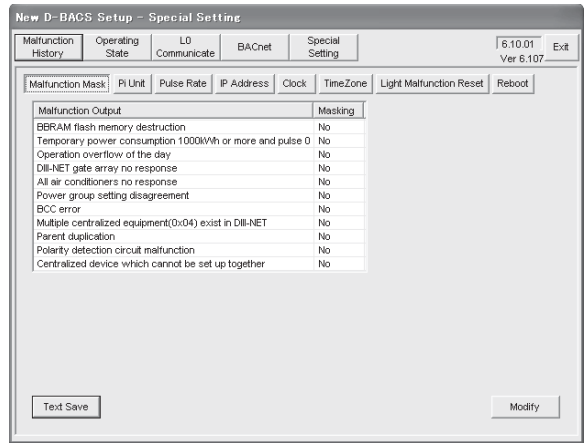 New D-BACS Setup - Special Setting
Malfunction History
Operating State
L0 Communicate
BACnet
Special Setting
6.10.01
Ver 6.107
Exit
Malfunction Mask
Pi Unit
Pulse Rate
IP Address
Clock
TimeZone
Light Malfunction Reset
Reboot
Malfunction Output Masking
BBRAM flash memory destruction No
Temporary power consumption 1000kWh or more and pulse 0 No
Operation overflow of the day No
DIII-NET gate array no response No
All air conditioners no response No
Power group setting disagreement No
BCC error No
Multiple centralized equipment(0x04) exist in DIII-NET No
Parent duplication No
Polarity detection circuit malfunction No
Centralized device which cannot be set up together No
Text Save
Modify